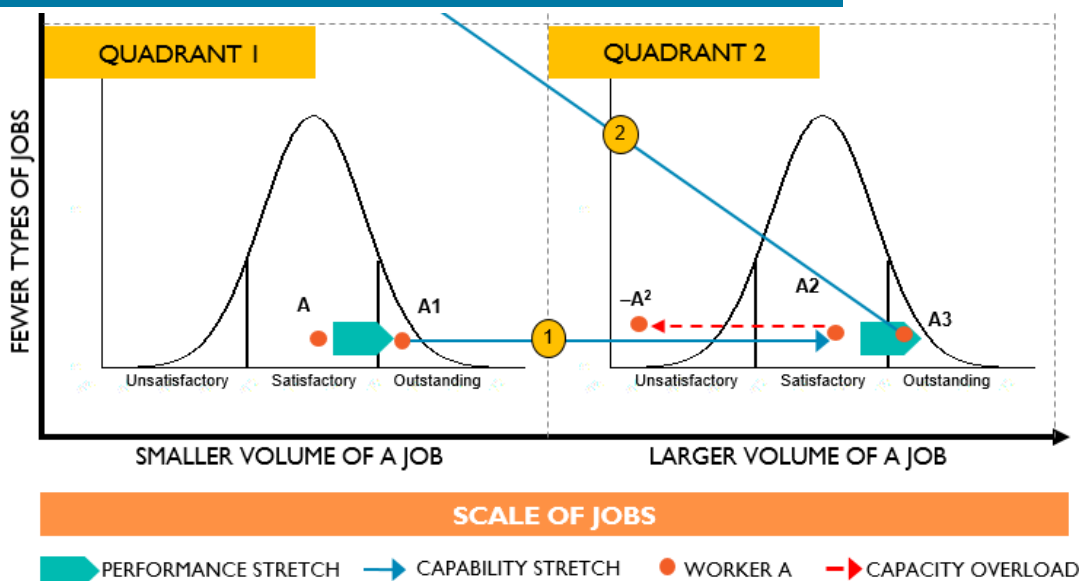 QUADRANT 1
QUADRANT 2
FEWER TYPES OF JOBS
2
A
A1
–A²
A2
A3
1
Unsatisfactory Satisfactory Outstanding
Unsatisfactory Satisfactory Outstanding
SMALLER VOLUME OF A JOB
LARGER VOLUME OF A JOB
SCALE OF JOBS
PERFORMANCE STRETCH
CAPABILITY STRETCH
WORKER A
CAPACITY OVERLOAD